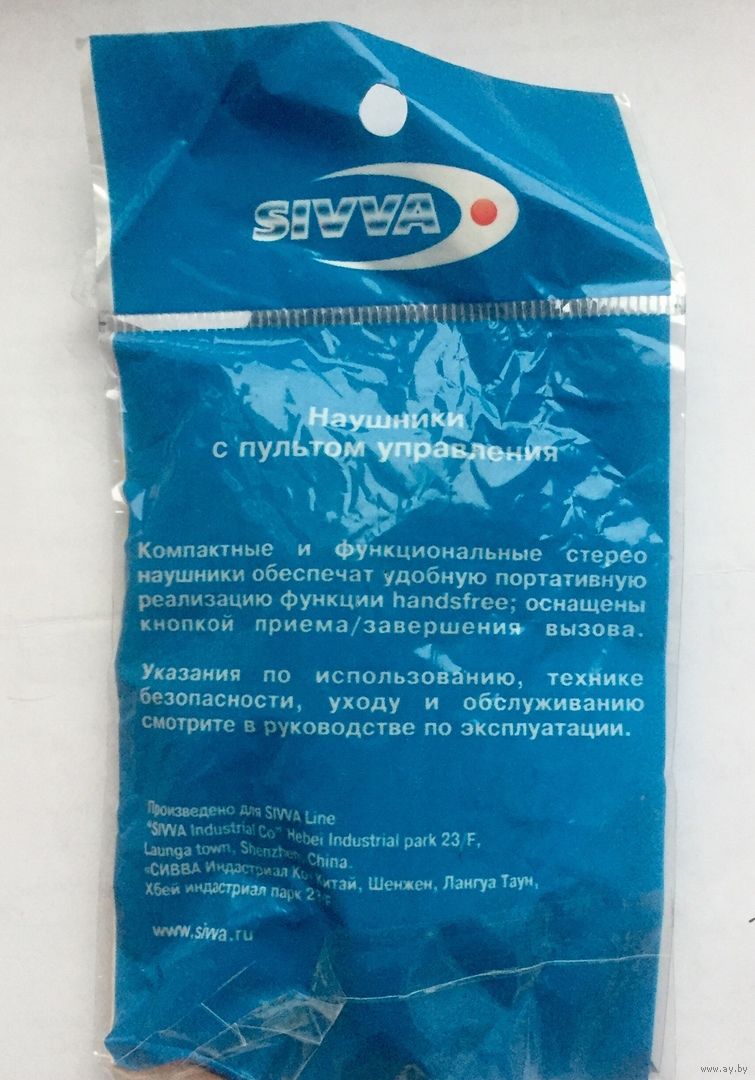 SIVVA
Наушники
с пультом управления
Компактные и функциональные стерео
наушники обеспечат удобную портативную
реализацию функции handsfree; оснащены
кнопкой приема/завершения вызова.
Указания по использованию, технике
безопасности, уходу и обслуживанию
смотрите в руководстве по эксплуатации.
Произведено для SIVVA Line
"SIVVA Industrial Co" Hebei Industrial park 23/F,
Launga town, Shenzhen, China.
«СИВВА Индастриал Ко» Китай, Шенжен, Лангуа Таун,
Хбей индастриал парк
www.sivva.ru
www.ay.by